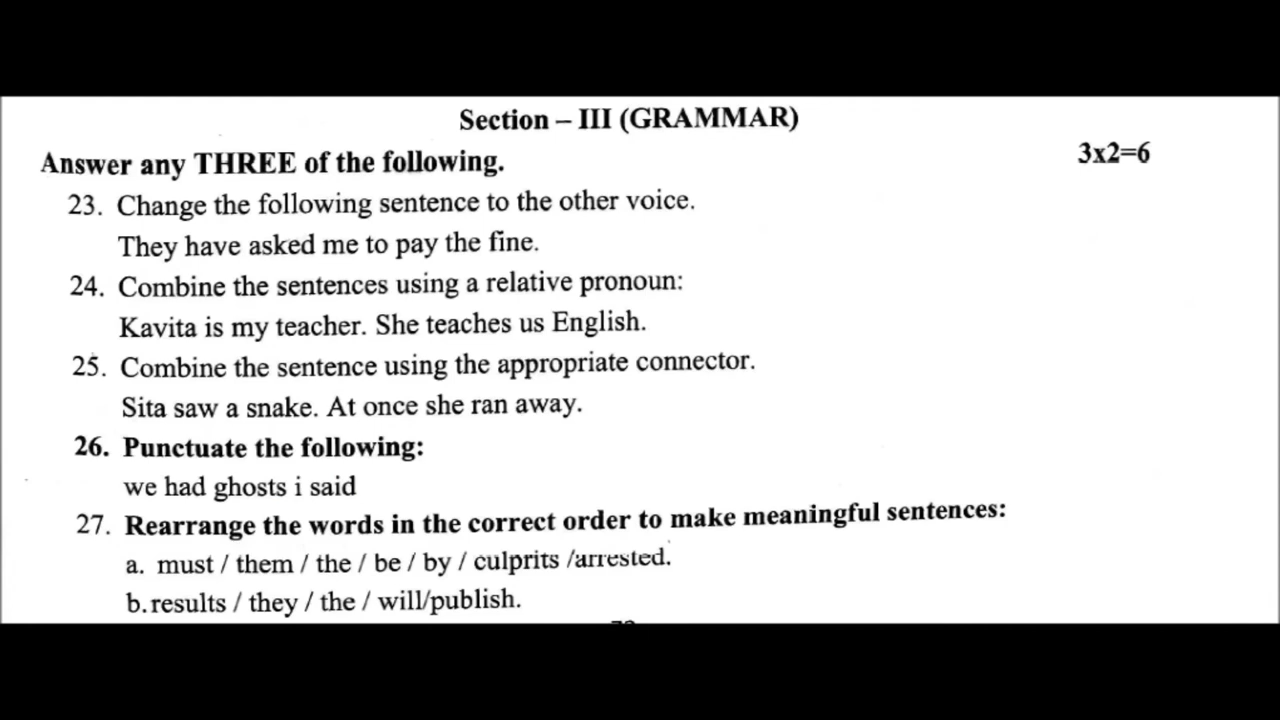 Section – III (GRAMMAR)
Answer any THREE of the following.
3x2=6
23. Change the following sentence to the other voice.
They have asked me to pay the fine.
24. Combine the sentences using a relative pronoun:
Kavita is my teacher. She teaches us English.
25. Combine the sentence using the appropriate connector.
Sita saw a snake. At once she ran away.
26. Punctuate the following:
we had ghosts i said
27. Rearrange the words in the correct order to make meaningful sentences:
a. must / them / the / be / by / culprits /arrested.
b.results / they / the / will/publish.